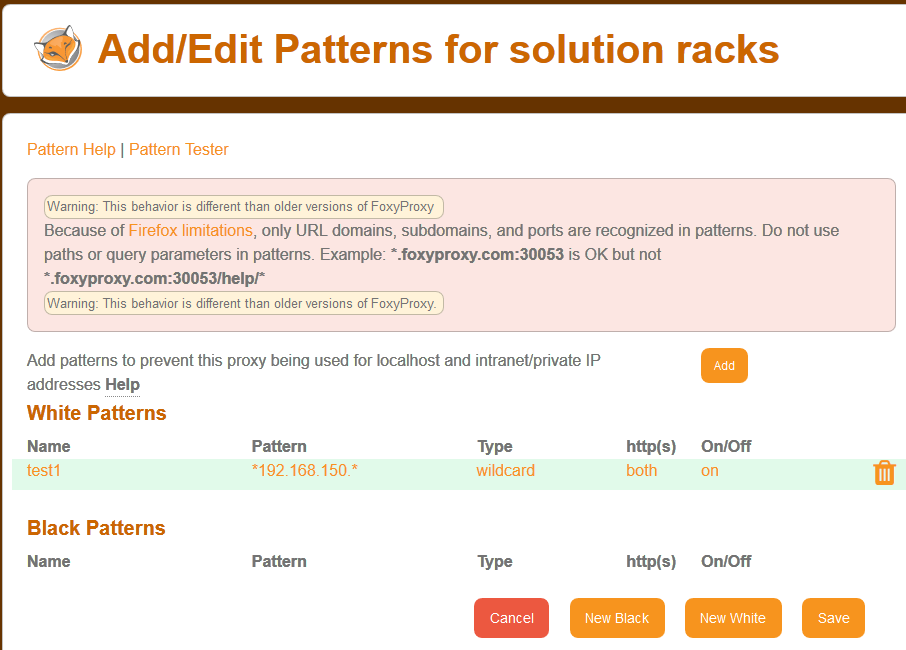 Add/Edit Patterns for solution racks
Pattern Help | Pattern Tester
Warning: This behavior is different than older versions of FoxyProxy
Because of Firefox limitations, only URL domains, subdomains, and ports are recognized in patterns. Do not use
paths or query parameters in patterns. Example: *.foxyproxy.com:30053 is OK but not
*.foxyproxy.com:30053/help/*
Warning: This behavior is different than older versions of FoxyProxy.
Add patterns to prevent this proxy being used for localhost and intranet/private IP
addresses Help
Add
White Patterns
Name Pattern Type http(s) On/Off
test1 *192.168.150.* wildcard both on
Black Patterns
Name Pattern Type http(s) On/Off
Cancel New Black New White Save